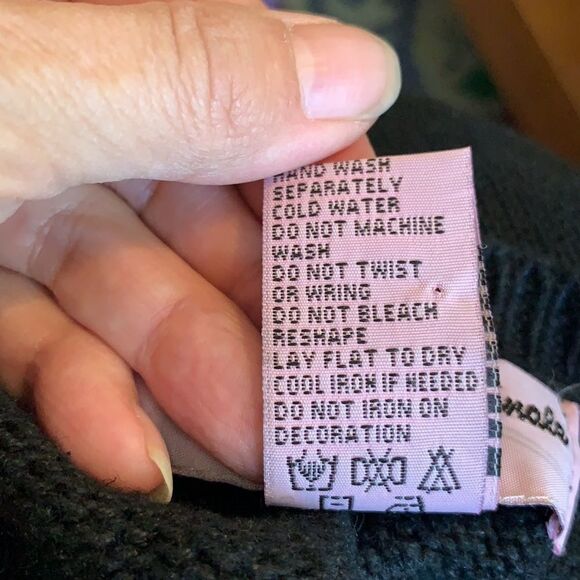 HAND WASH
SEPARATELY
COLD WATER
DO NOT MACHINE
WASH
DO NOT TWIST
OR WRING
DO NOT BLEACH
RESHAPE
LAY FLAT TO DRY
COOL IRON IF NEEDED
DO NOT IRON ON
DECORATION